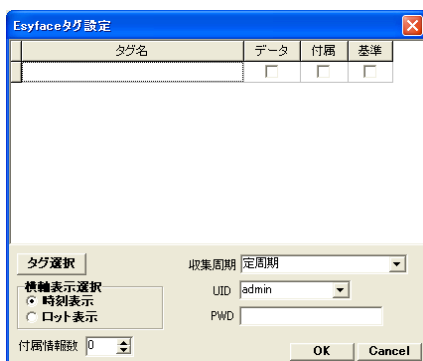 Esyfaceタグ設定
タグ名 データ 付属 基準
タグ選択
収集周期 定周期
横軸表示選択
時刻表示
UID admin
ロット表示
PWD
付属情報数 0
OK Cancel